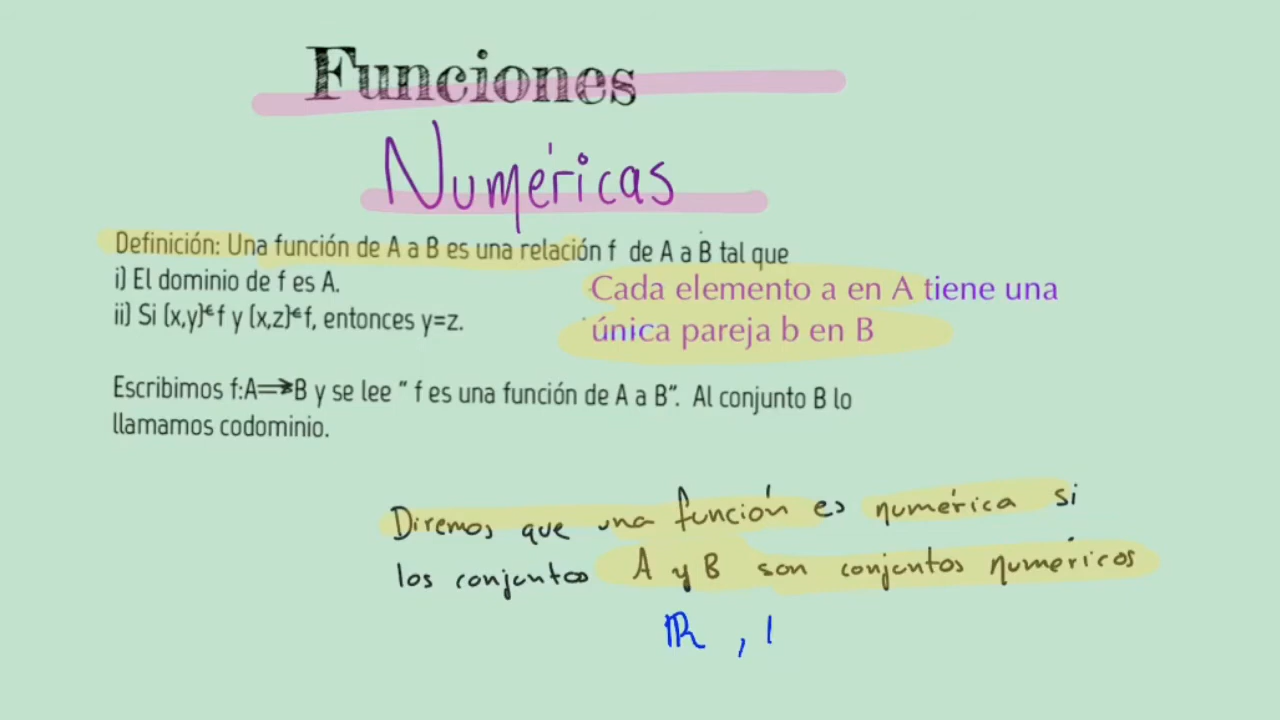 Funciones
Numéricas
Definición: Una función de A a B es una relación f de A a B tal que
i) El dominio de f es A.
Cada elemento a en A tiene una
única pareja b en B
ii) Si (x,y)∈f y (x,z)∈f, entonces y=z.
Escribimos f:A⟹B y se lee “ f es una función de A a B”. Al conjunto B lo
llamamos codominio.
Diremos que una función es numérica si
los conjuntos A y B son conjuntos numéricos
ℝ ,